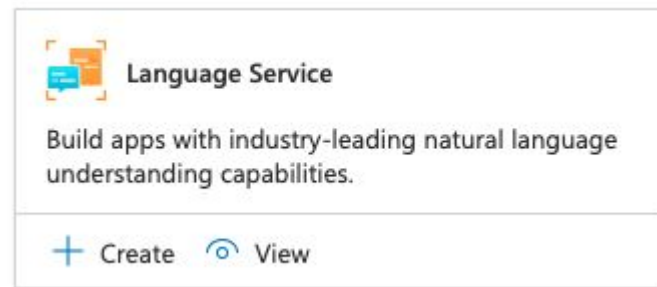 Language Service
Build apps with industry-leading natural language
understanding capabilities.
Create View